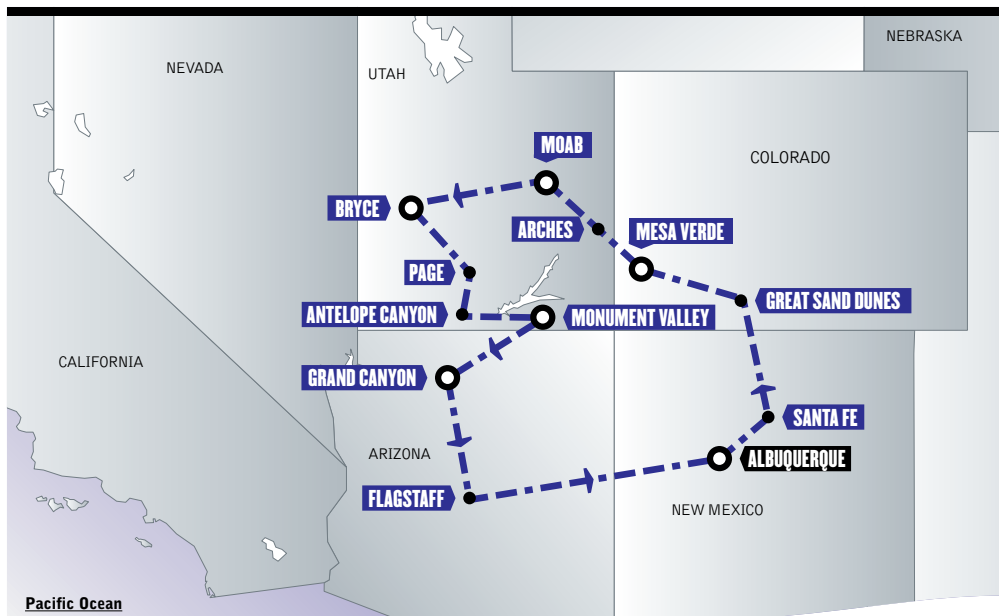 NEBRASKA
NEVADA
UTAH
MOAB
COLORADO
BRYCE
ARCHES
MESA VERDE
PAGE
GREAT SAND DUNES
ANTELOPE CANYON
MONUMENT VALLEY
CALIFORNIA
GRAND CANYON
SANTA FE
ARIZONA
ALBUQUERQUE
FLAGSTAFF
NEW MEXICO
Pacific Ocean